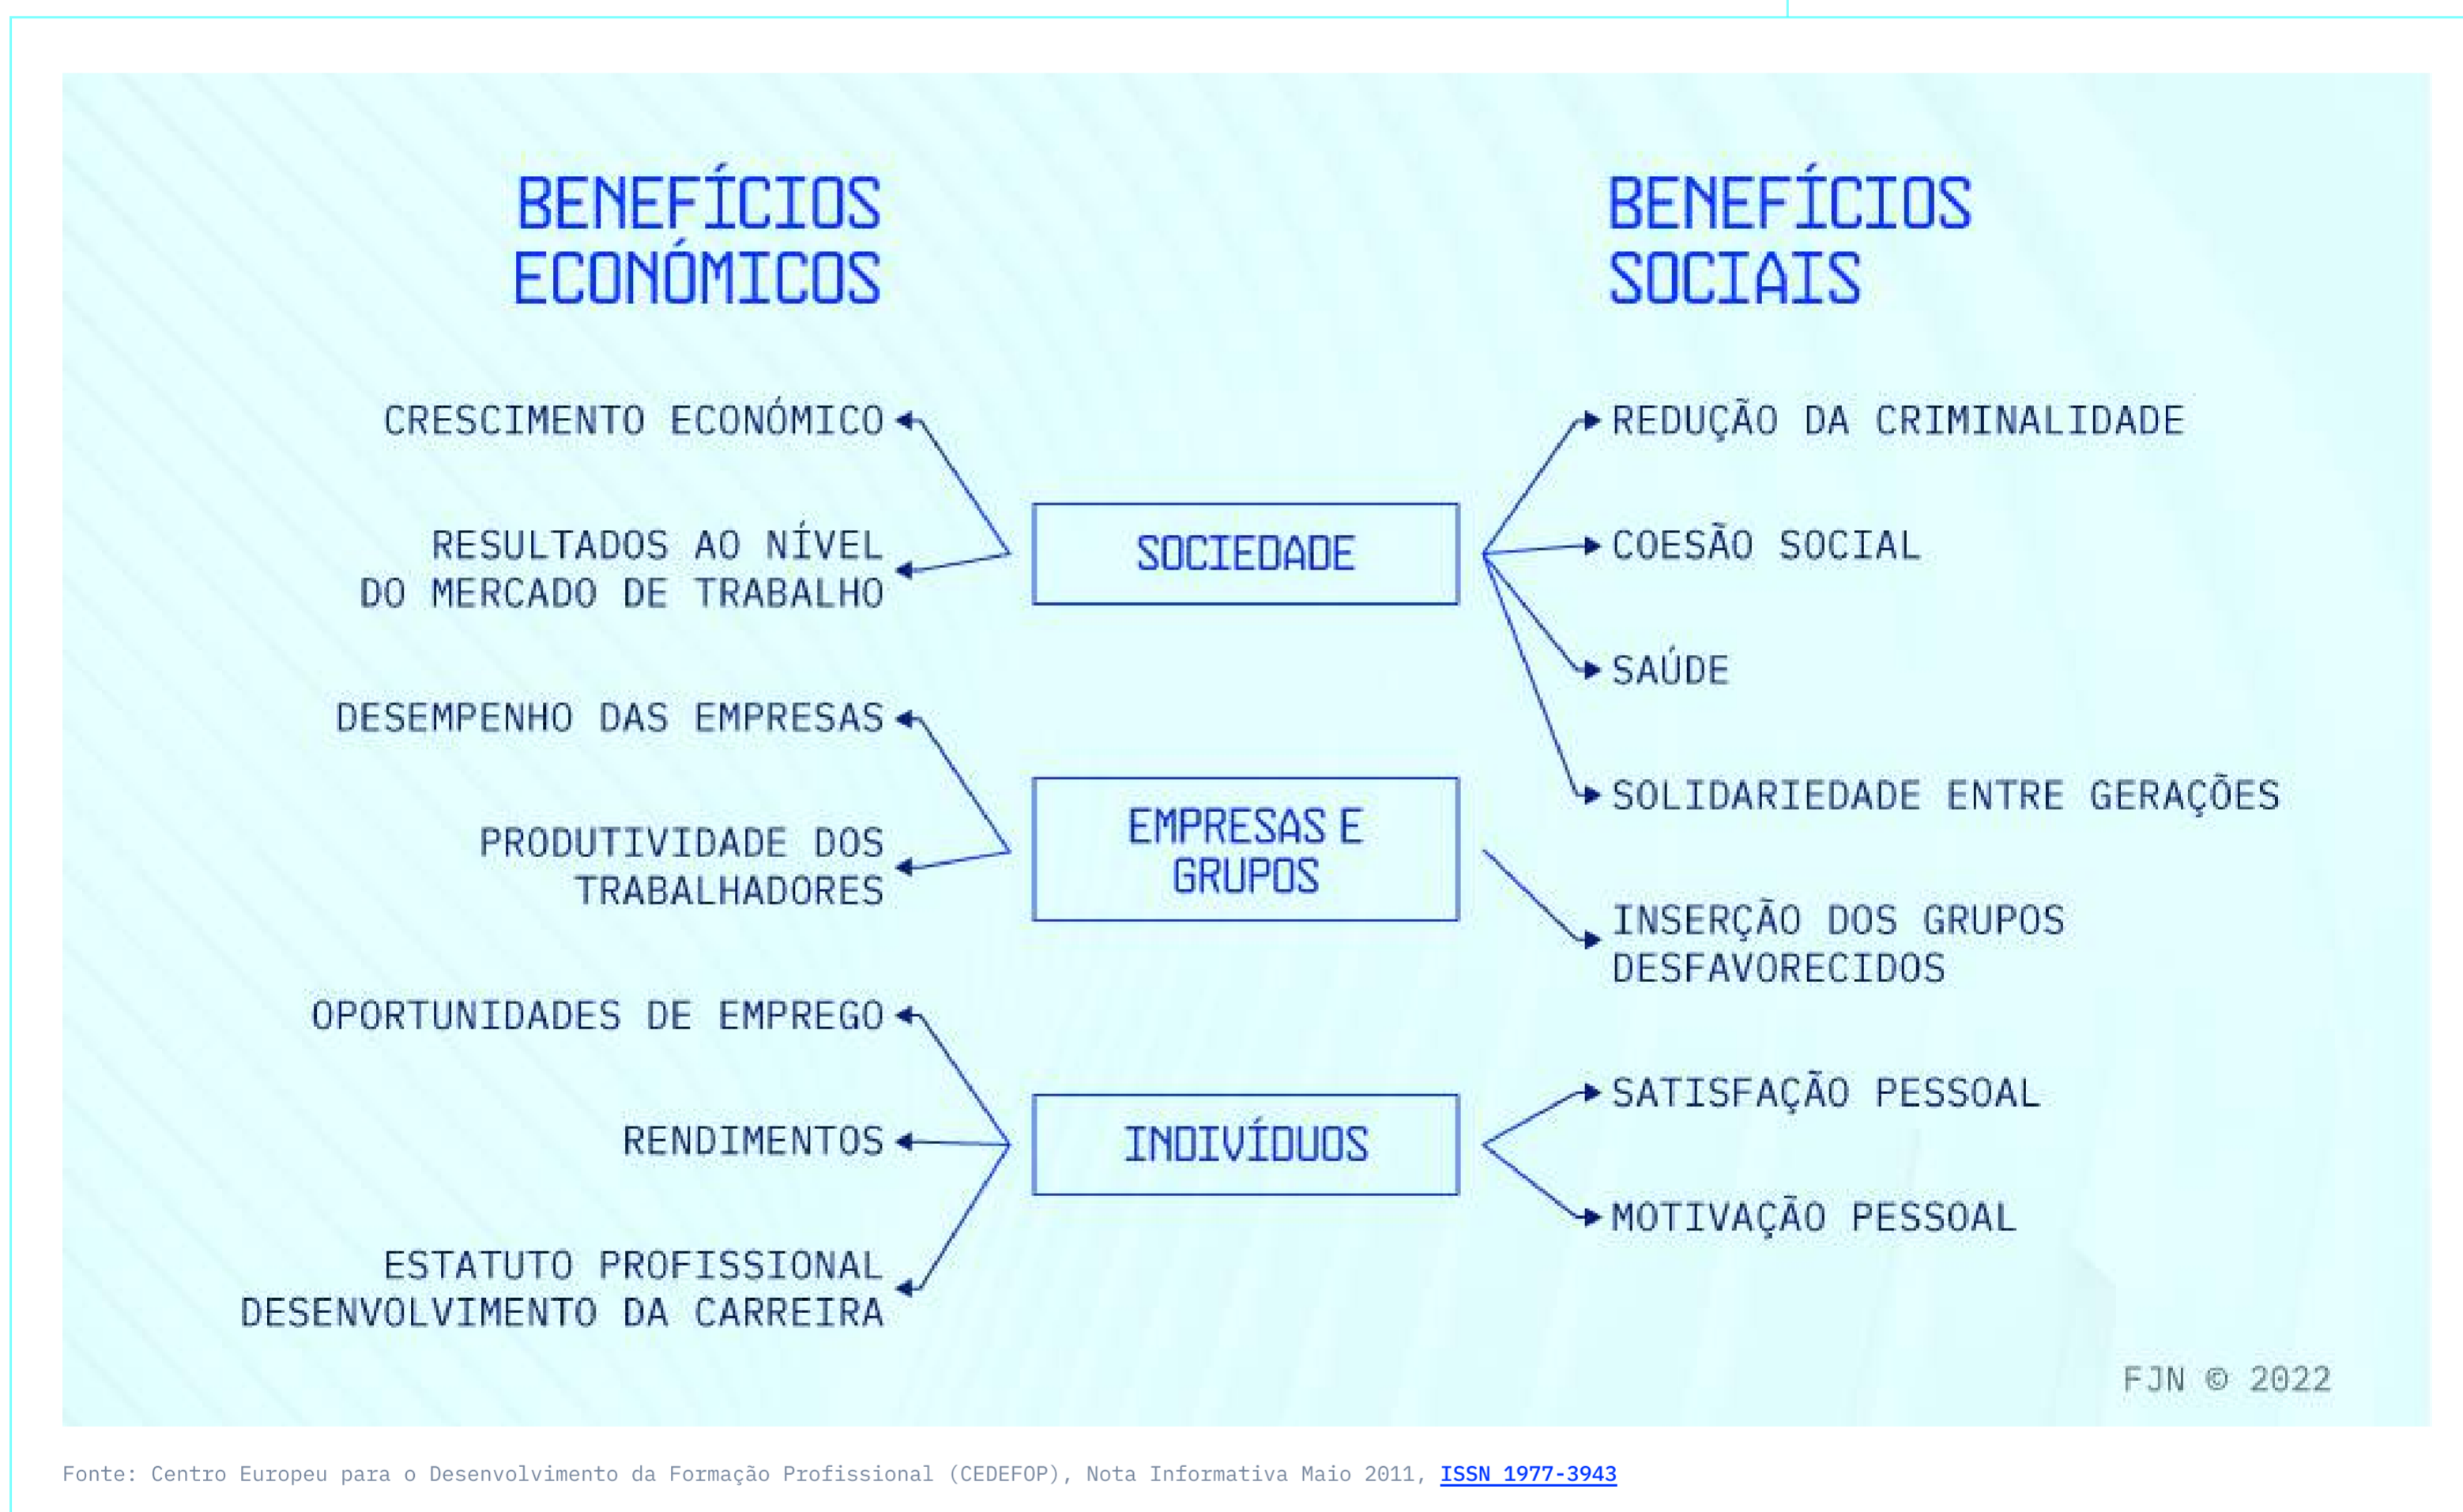 BENEFÍCIOS
ECONÓMICOS
BENEFÍCIOS
SOCIAIS
CRESCIMENTO ECONÓMICO
RESULTADOS AO NÍVEL
DO MERCADO DE TRABALHO
SOCIEDADE
REDUÇÃO DA CRIMINALIDADE
COESÃO SOCIAL
SAÚDE
SOLIDARIEDADE ENTRE GERAÇÕES
DESEMPENHO DAS EMPRESAS
PRODUTIVIDADE DOS
TRABALHADORES
EMPRESAS E
GRUPOS
INSERÇÃO DOS GRUPOS
DESFAVORECIDOS
OPORTUNIDADES DE EMPREGO
RENDIMENTOS
ESTATUTO PROFISSIONAL
DESENVOLVIMENTO DA CARREIRA
INDIVÍDUOS
SATISFAÇÃO PESSOAL
MOTIVAÇÃO PESSOAL
FJN © 2022
Fonte: Centro Europeu para o Desenvolvimento da Formação Profissional (CEDEFOP), Nota Informativa Maio 2011, ISSN 1977-3943